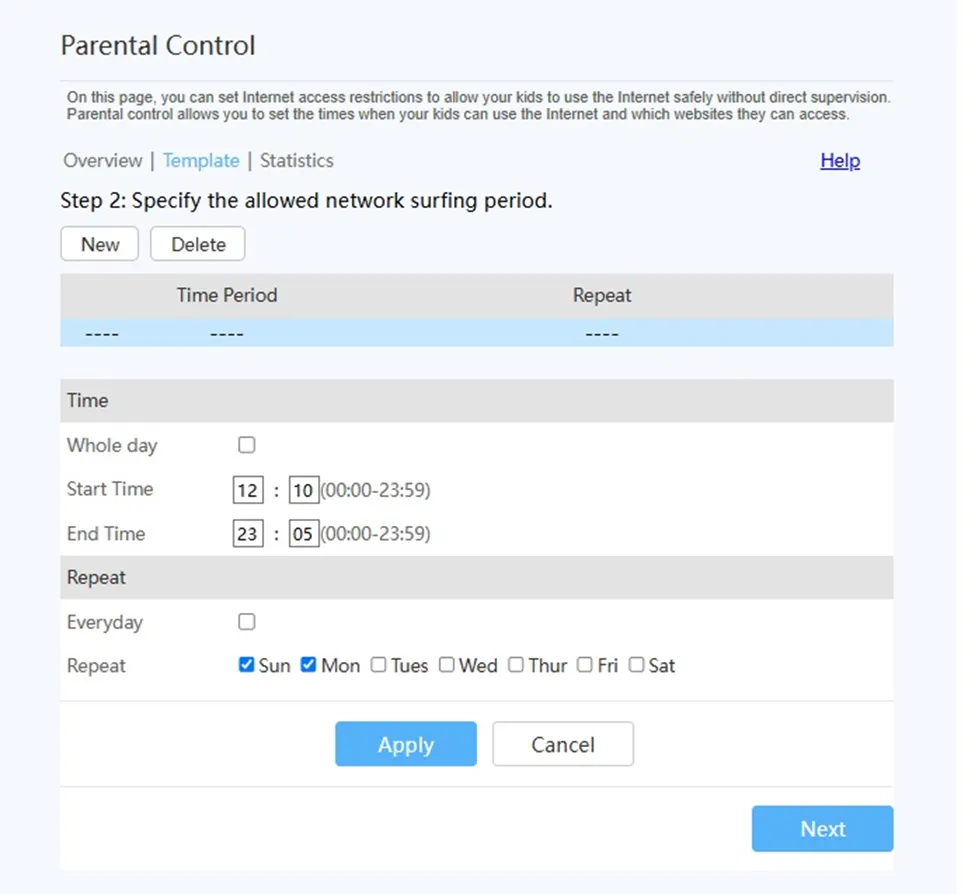 Parental Control
On this page, you can set Internet access restrictions to allow your kids to use the Internet safely without direct supervision.
Parental control allows you to set the times when your kids can use the Internet and which websites they can access.
Overview | Template | Statistics Help
Step 2: Specify the allowed network surfing period.
New Delete
Time Period Repeat
---- ---- ----
Time
Whole day
Start Time 12 : 10 (00:00-23:59)
End Time 23 : 05 (00:00-23:59)
Repeat
Everyday
Repeat Sun Mon Tues Wed Thur Fri Sat
Apply Cancel
Next